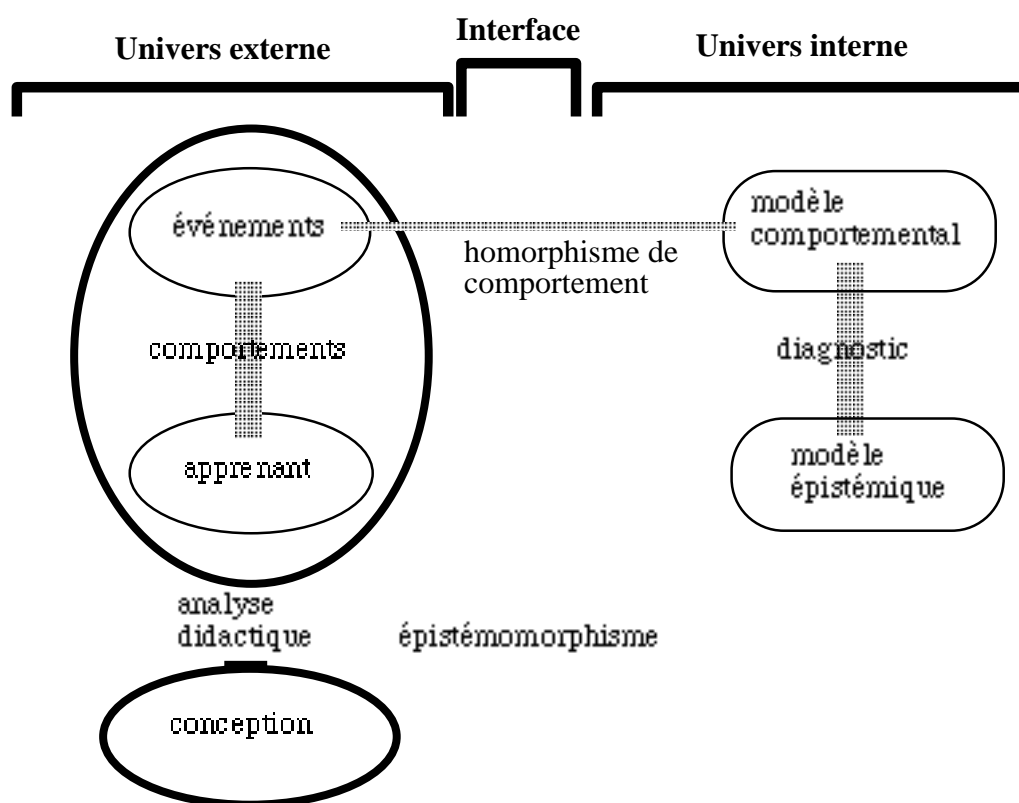 Univers externe
Interface
Univers interne
événements
homorphisme de
comportement
modèle
comportemental
comportements
diagnostic
apprenant
modèle
épistémique
analyse
didactique
épistémomorphisme
conception